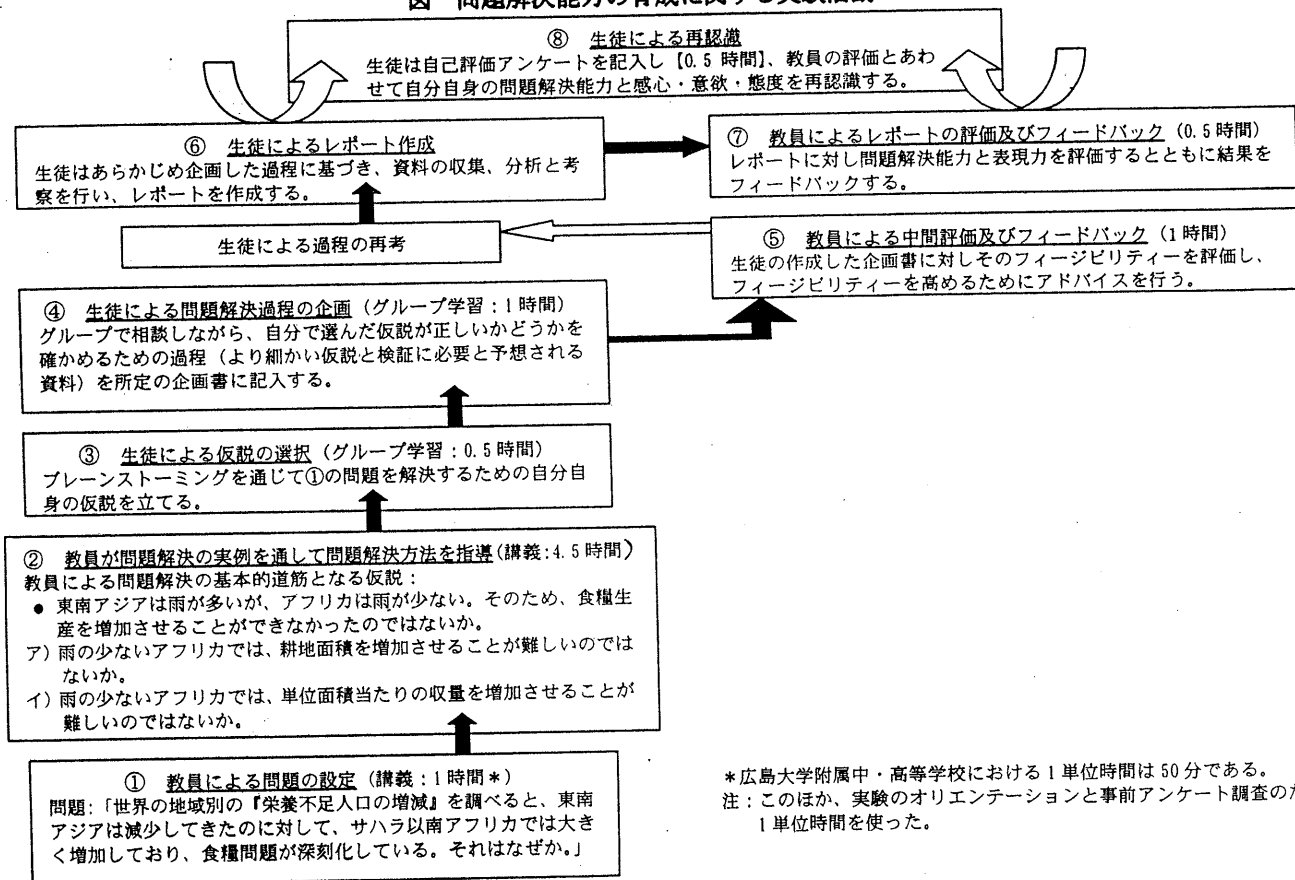 ⑧　生徒による再認識
生徒は自己評価アンケートを記入し【0.5 時間】、教員の評価とあわ
せて自分自身の問題解決能力と感心・意欲・態度を再認識する。
⑥　生徒によるレポート作成
生徒はあらかじめ企画した過程に基づき、資料の収集、分析と考
察を行い、レポートを作成する。
⑦　教員によるレポートの評価及びフィードバック（0.5 時間）
レポートに対し問題解決能力と表現力を評価するとともに結果を
フィードバックする。
生徒による過程の再考
⑤　教員による中間評価及びフィードバック（1 時間）
生徒の作成した企画書に対しそのフィージビリティーを評価し、
フィージビリティーを高めるためにアドバイスを行う。
④　生徒による問題解決過程の企画（グループ学習：1 時間）
グループで相談しながら、自分で選んだ仮説が正しいかどうかを
確かめるための過程（より細かい仮説と検証に必要と予想される
資料）を所定の企画書に記入する。
③　生徒による仮説の選択（グループ学習：0.5 時間）
ブレーンストーミングを通じて①の問題を解決するための自分自
身の仮説を立てる。
②　教員が問題解決の実例を通して問題解決方法を指導(講義:4.5 時間)
教員による問題解決の基本的道筋となる仮説：
● 東南アジアは雨が多いが、アフリカは雨が少ない。そのため、食糧生
産を増加させることができなかったのではないか。
ア）雨の少ないアフリカでは、耕地面積を増加させることが難しいのでは
ないか。
イ）雨の少ないアフリカでは、単位面積当たりの収量を増加させることが
難しいのではないか。
①　教員による問題の設定（講義：1 時間＊）
問題:「世界の地域別の『栄養不足人口の増減』を調べると、東南
アジアは減少してきたのに対して、サハラ以南アフリカでは大き
く増加しており、食糧問題が深刻化している。それはなぜか。」
＊広島大学附属中・高等学校における 1 単位時間は 50 分である。
注：このほか、実験のオリエンテーションと事前アンケート調査の
1 単位時間を使った。